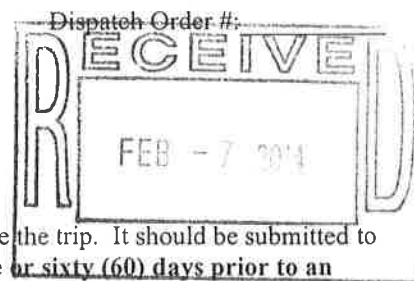 Dispatch Order #:
RECEIVED
FEB - 7 2014
the trip. It should be submitted to
or sixty (60) days prior to an